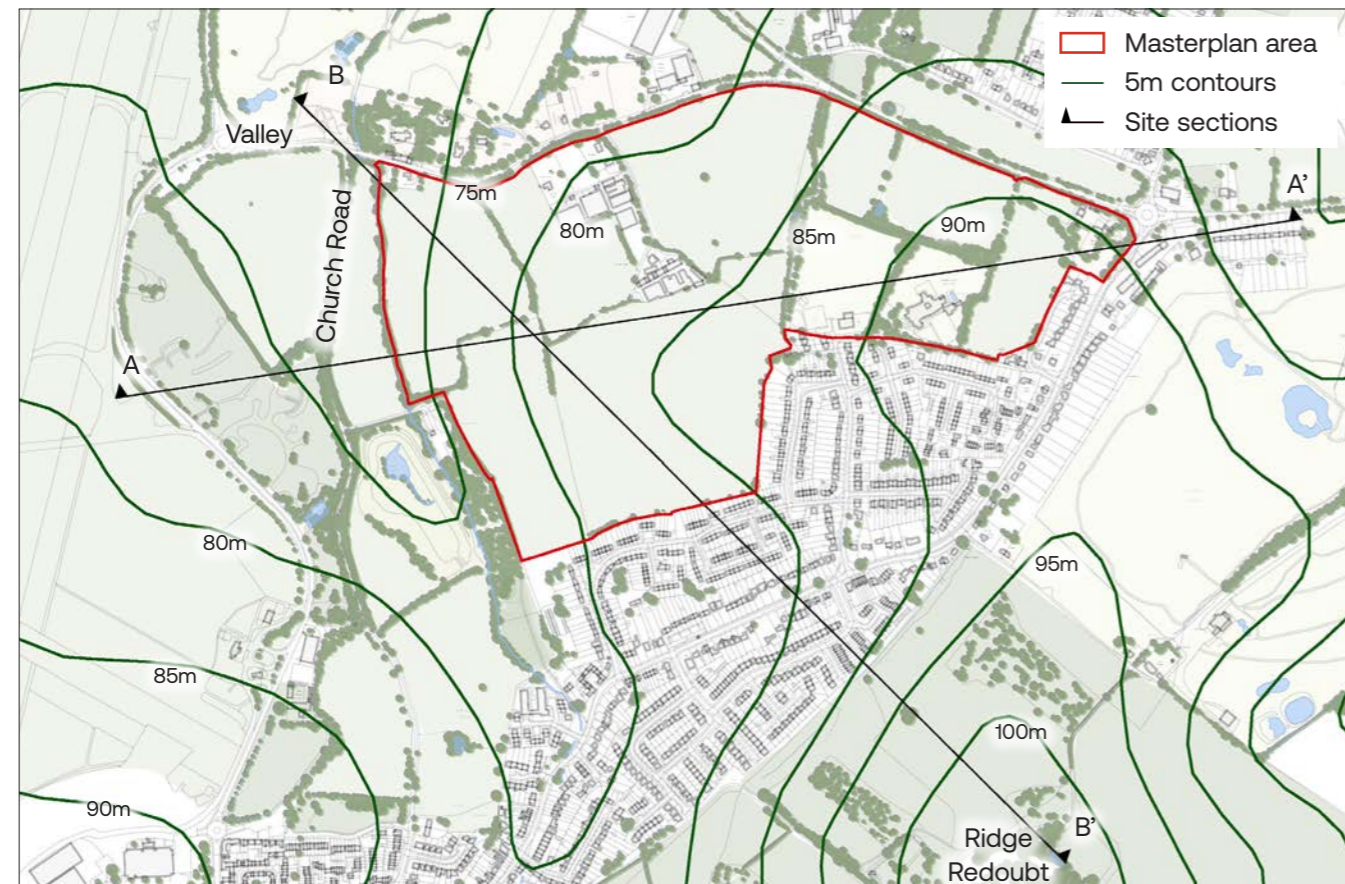 Masterplan area
5m contours
Site sections
B
Valley
75m
Church Road
80m
85m
90m
A'
A
80m
85m
90m
95m
100m
B'
Ridge
Redoubt